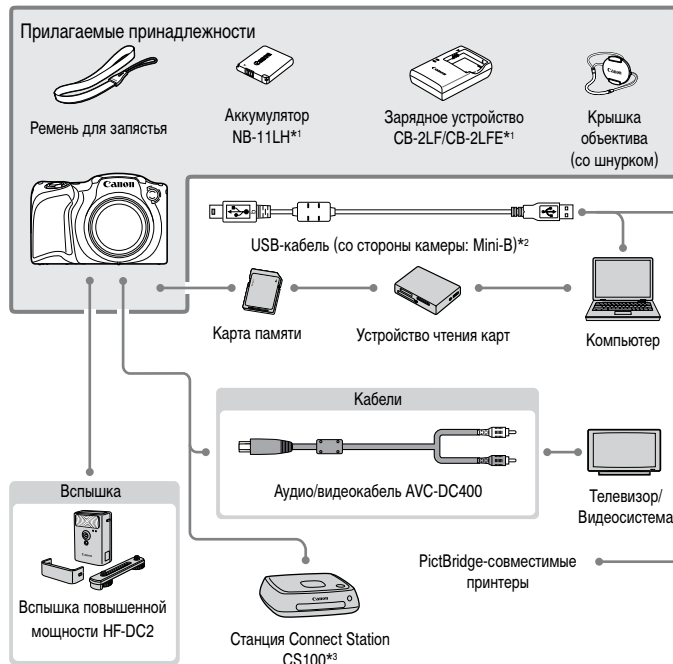 Прилагаемые принадлежности
Ремень для запястья
Аккумулятор
NB-11LH*1
Зарядное устройство
CB-2LF/CB-2LFE*1
Крышка
объектива
(со шнурком)
Canon
USB-кабель (со стороны камеры: Mini-B)*2
Карта памяти
Устройство чтения карт
Компьютер
Кабели
Аудио/видеокабель AVC-DC400
Телевизор/
Видеосистема
Вспышка
Вспышка повышенной
мощности HF-DC2
PictBridge-совместимые
принтеры
Canon
Станция Connect Station
CS100*3